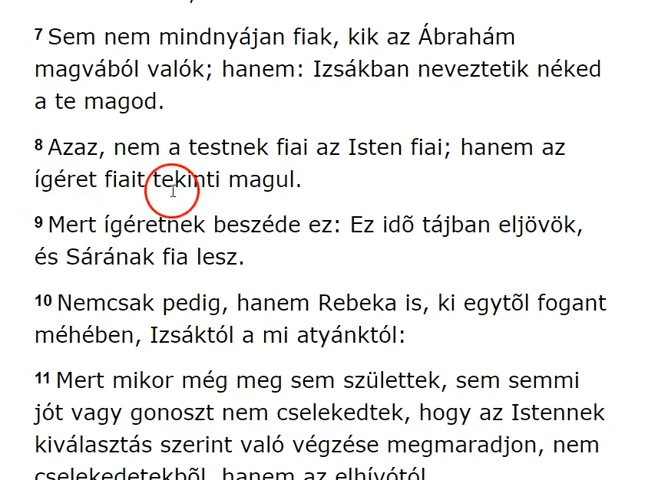 7 Sem nem mindnyájan fiak, kik az Ábrahám
magvából valók; hanem: Izsákban neveztetik néked
a te magod.
8 Azaz, nem a testnek fiai az Isten fiai; hanem az
ígéret fiait tekinti magul.
9 Mert ígéretnek beszéde ez: Ez idõ tájban eljövök,
és Sárának fia lesz.
10 Nemcsak pedig, hanem Rebeka is, ki egytõl fogant
méhében, Izsáktól a mi atyánktól:
11 Mert mikor még meg sem születtek, sem semmi
jót vagy gonoszt nem cselekedtek, hogy az Istennek
kiválasztás szerint való végzése megmaradjon, nem
cselekedetekbõl, hanem az elhívótól